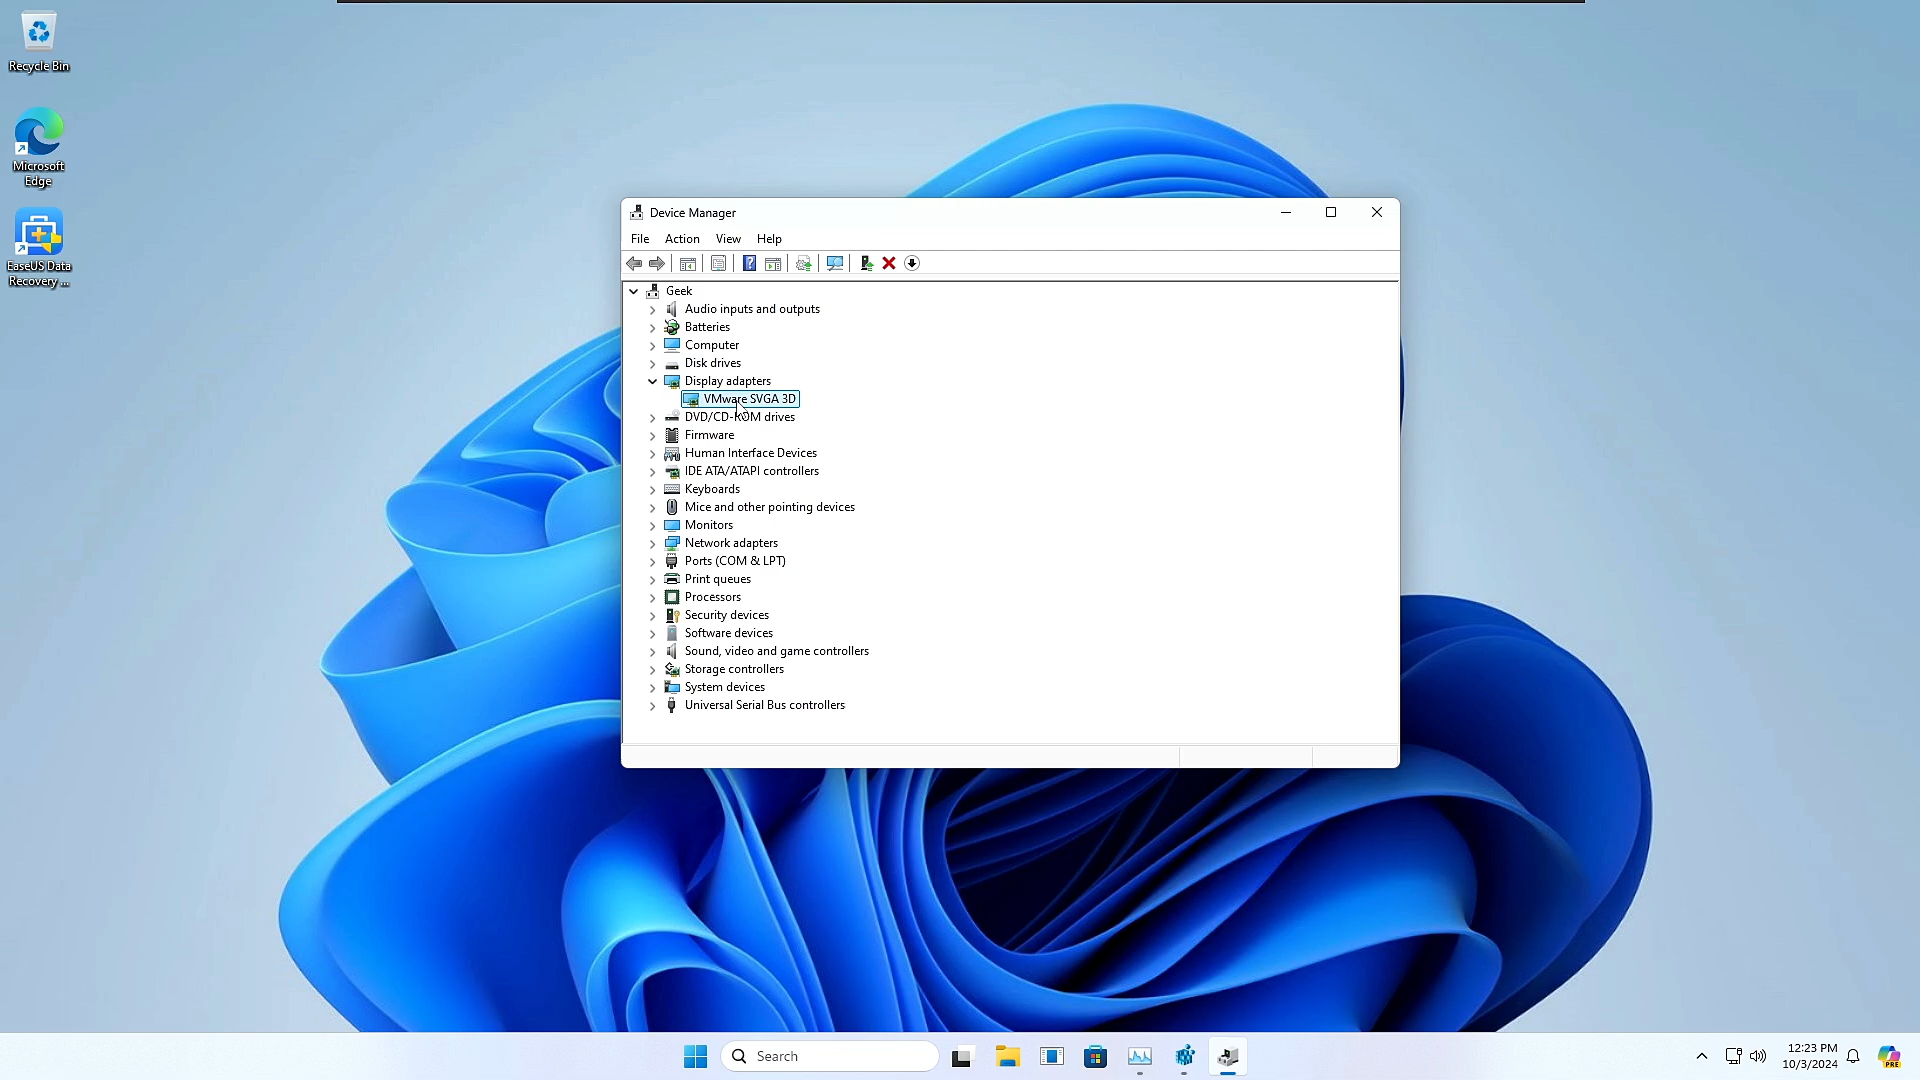 Recycle Bin
Microsoft
Edge
EaseUS Data
Recovery ...
Device Manager
File Action View Help
Geek
Audio inputs and outputs
Batteries
Computer
Disk drives
Display adapters
VMware SVGA 3D
DVD/CD-ROM drives
Firmware
Human Interface Devices
IDE ATA/ATAPI controllers
Keyboards
Mice and other pointing devices
Monitors
Network adapters
Ports (COM & LPT)
Print queues
Processors
Security devices
Software devices
Sound, video and game controllers
Storage controllers
System devices
Universal Serial Bus controllers
Search
12:23 PM
10/3/2024
PRE